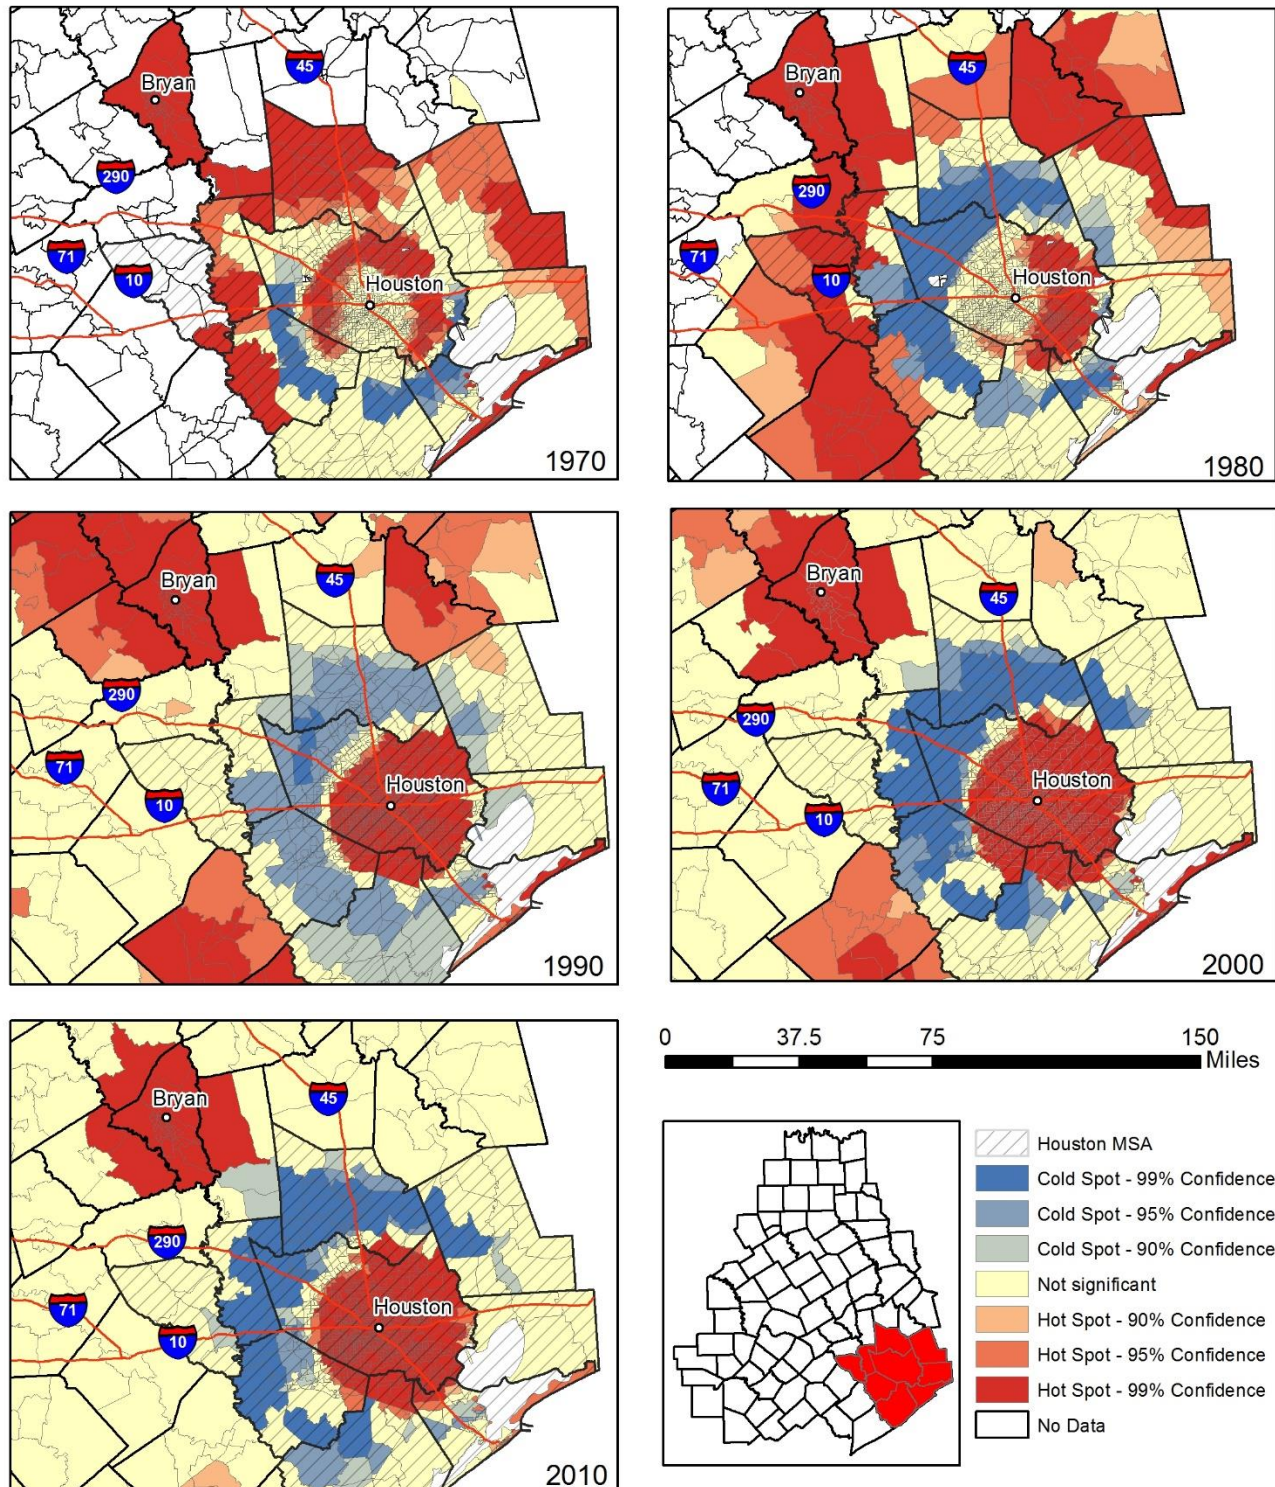 45
Bryan
290
71
10
Houston
1970
45
Bryan
290
71
10
Houston
1980
45
Bryan
290
71
10
Houston
1990
45
Bryan
290
71
10
Houston
2000
45
Bryan
290
71
10
Houston
2010
0 37.5 75 150
Miles
Houston MSA
Cold Spot - 99% Confidence
Cold Spot - 95% Confidence
Cold Spot - 90% Confidence
Not significant
Hot Spot - 90% Confidence
Hot Spot - 95% Confidence
Hot Spot - 99% Confidence
No Data